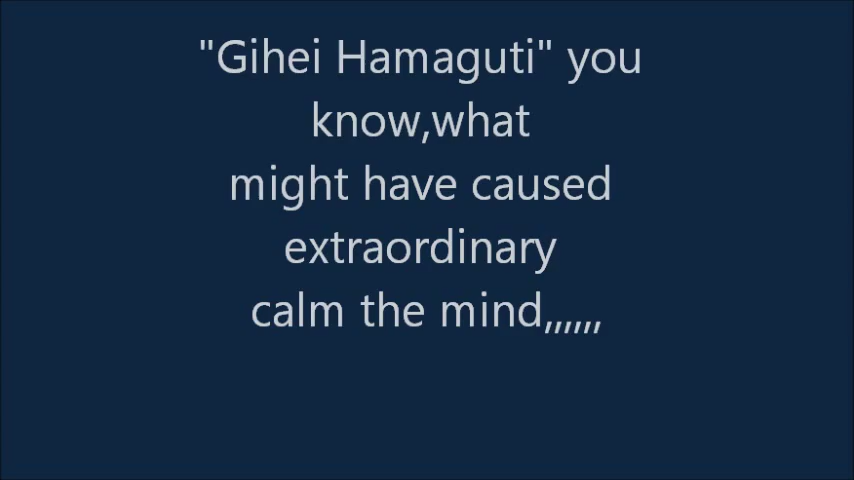 "Gihei Hamaguti" you
know,what
might have caused
extraordinary
calm the mind,,,,,,